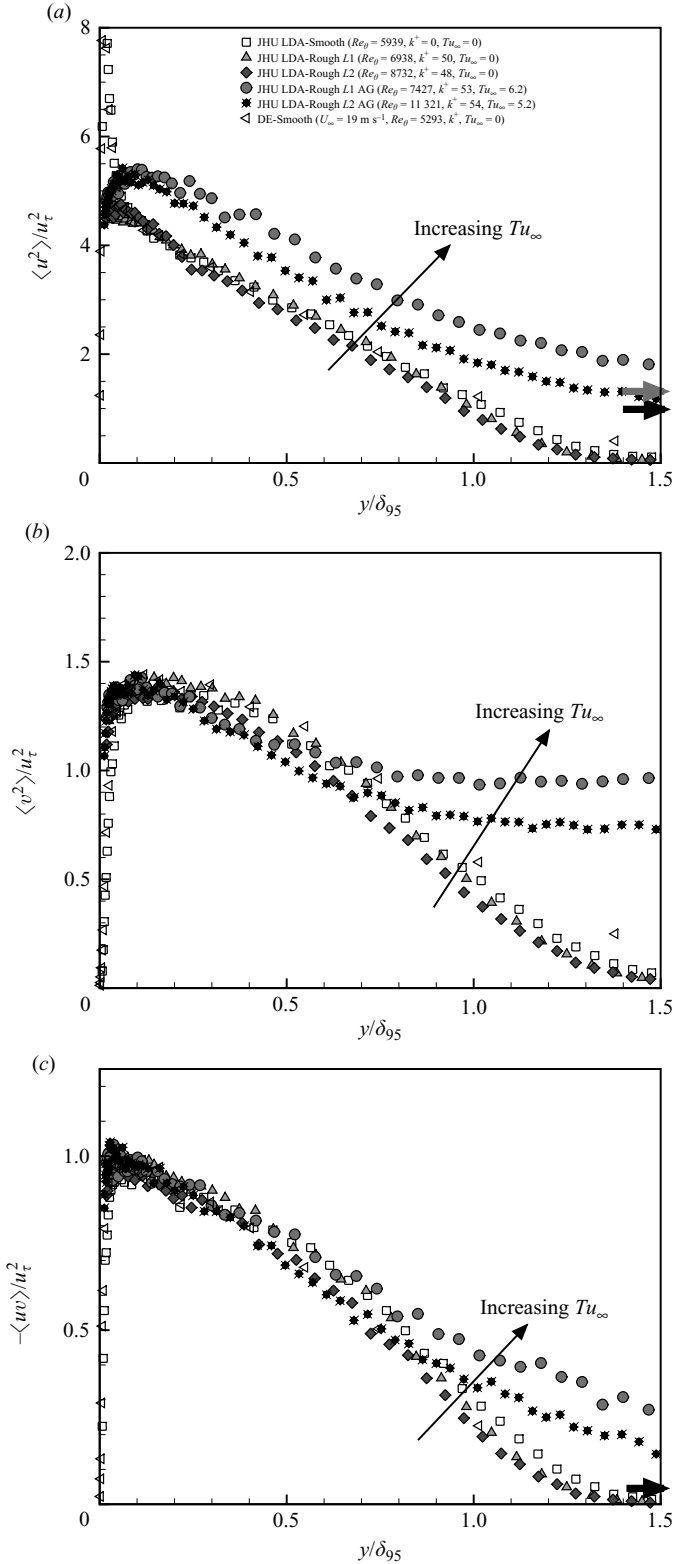 (a)
8
6
4
2
0
0.5
1.0
1.5
⟨u²⟩/u²τ
y/δ95
□ JHU LDA-Smooth (Reθ = 5939, k⁺ = 0, Tu∞ = 0)
JHU LDA-Rough L1 (Reθ = 6938, k⁺ = 50, Tu∞ = 0)
JHU LDA-Rough L2 (Reθ = 8732, k⁺ = 48, Tu∞ = 0)
JHU LDA-Rough L1 AG (Reθ = 7427, k⁺ = 53, Tu∞ = 6.2)
JHU LDA-Rough L2 AG (Reθ = 11 321, k⁺ = 54, Tu∞ = 5.2)
DE-Smooth (U∞ = 19 m s⁻¹, Reθ = 5293, k⁺, Tu∞ = 0)
Increasing Tu∞
(b)
2.0
1.5
1.0
0.5
0
0.5
1.0
1.5
⟨v²⟩/u²τ
y/δ95
Increasing Tu∞
(c)
1.0
0.5
0
0.5
1.0
1.5
–⟨uv⟩/u²τ
y/δ95
Increasing Tu∞